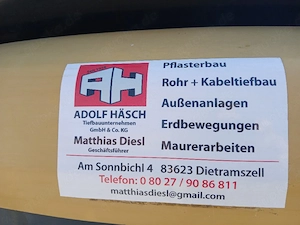 AH
ADOLF HÄSCH
Tiefbauunternehmen
GmbH & Co. KG
Matthias Diesl
Geschäftsführer
Pflasterbau
Rohr + Kabeltiefbau
Außenanlagen
Erdbewegungen
Maurerarbeiten
Am Sonnbichl 4 83623 Dietramszell
Telefon: 0 80 27 / 90 86 811
matthiasdiesl@gmail.com